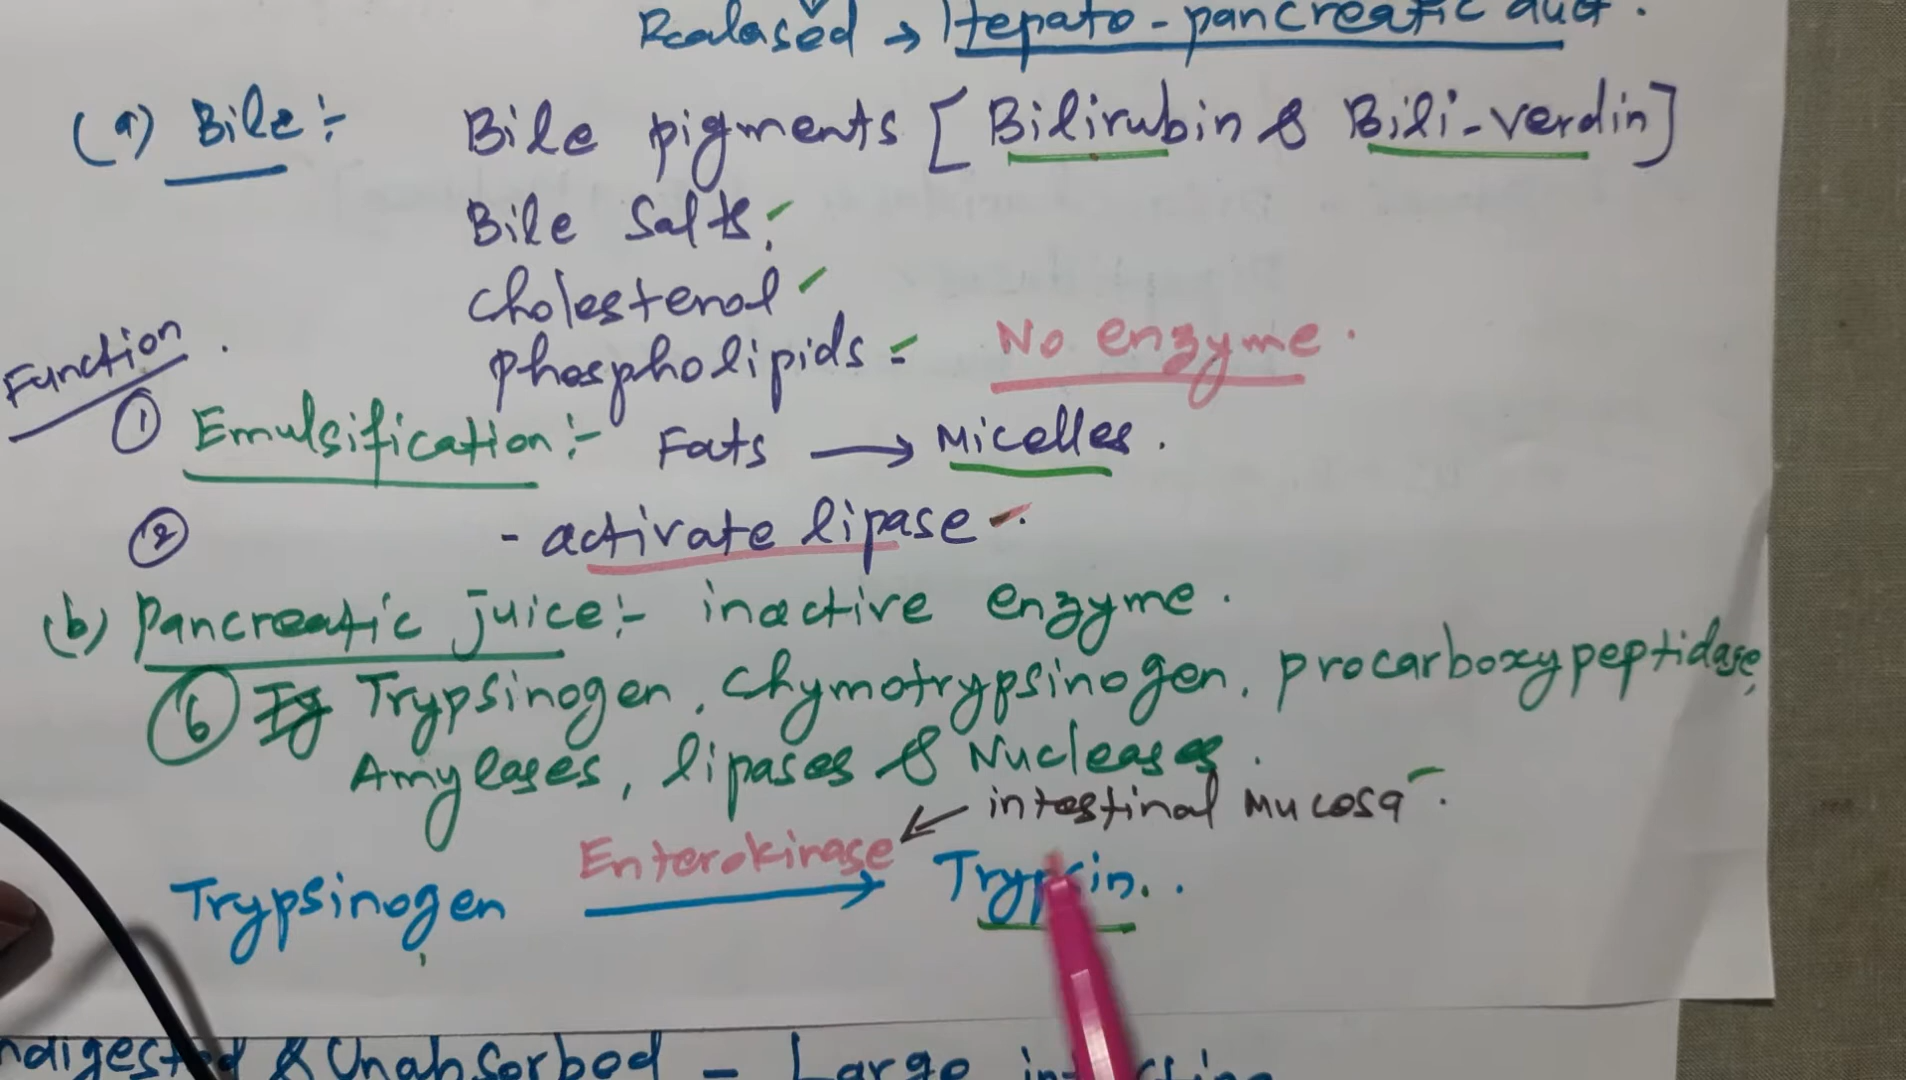 Realased → Hepato-pancreatic duct.
(a) Bile:- Bile pigments [Bilirubin & Bili-verdin]
Bile Salts.
Cholesterol
Phospholipids No enzyme.
Function.
① Emulsification:- Fats → Micelles.
② - activate lipase.
(b) Pancreatic juice:- inactive enzyme.
⑥ Trypsinogen, Chymotrypsinogen, procarboxypeptidase,
Amylases, lipases & Nucleases.
Enterokinase ← intestinal mucosa.
Trypsinogen → Trypsin.
ndigested & Unabsorbed - Large